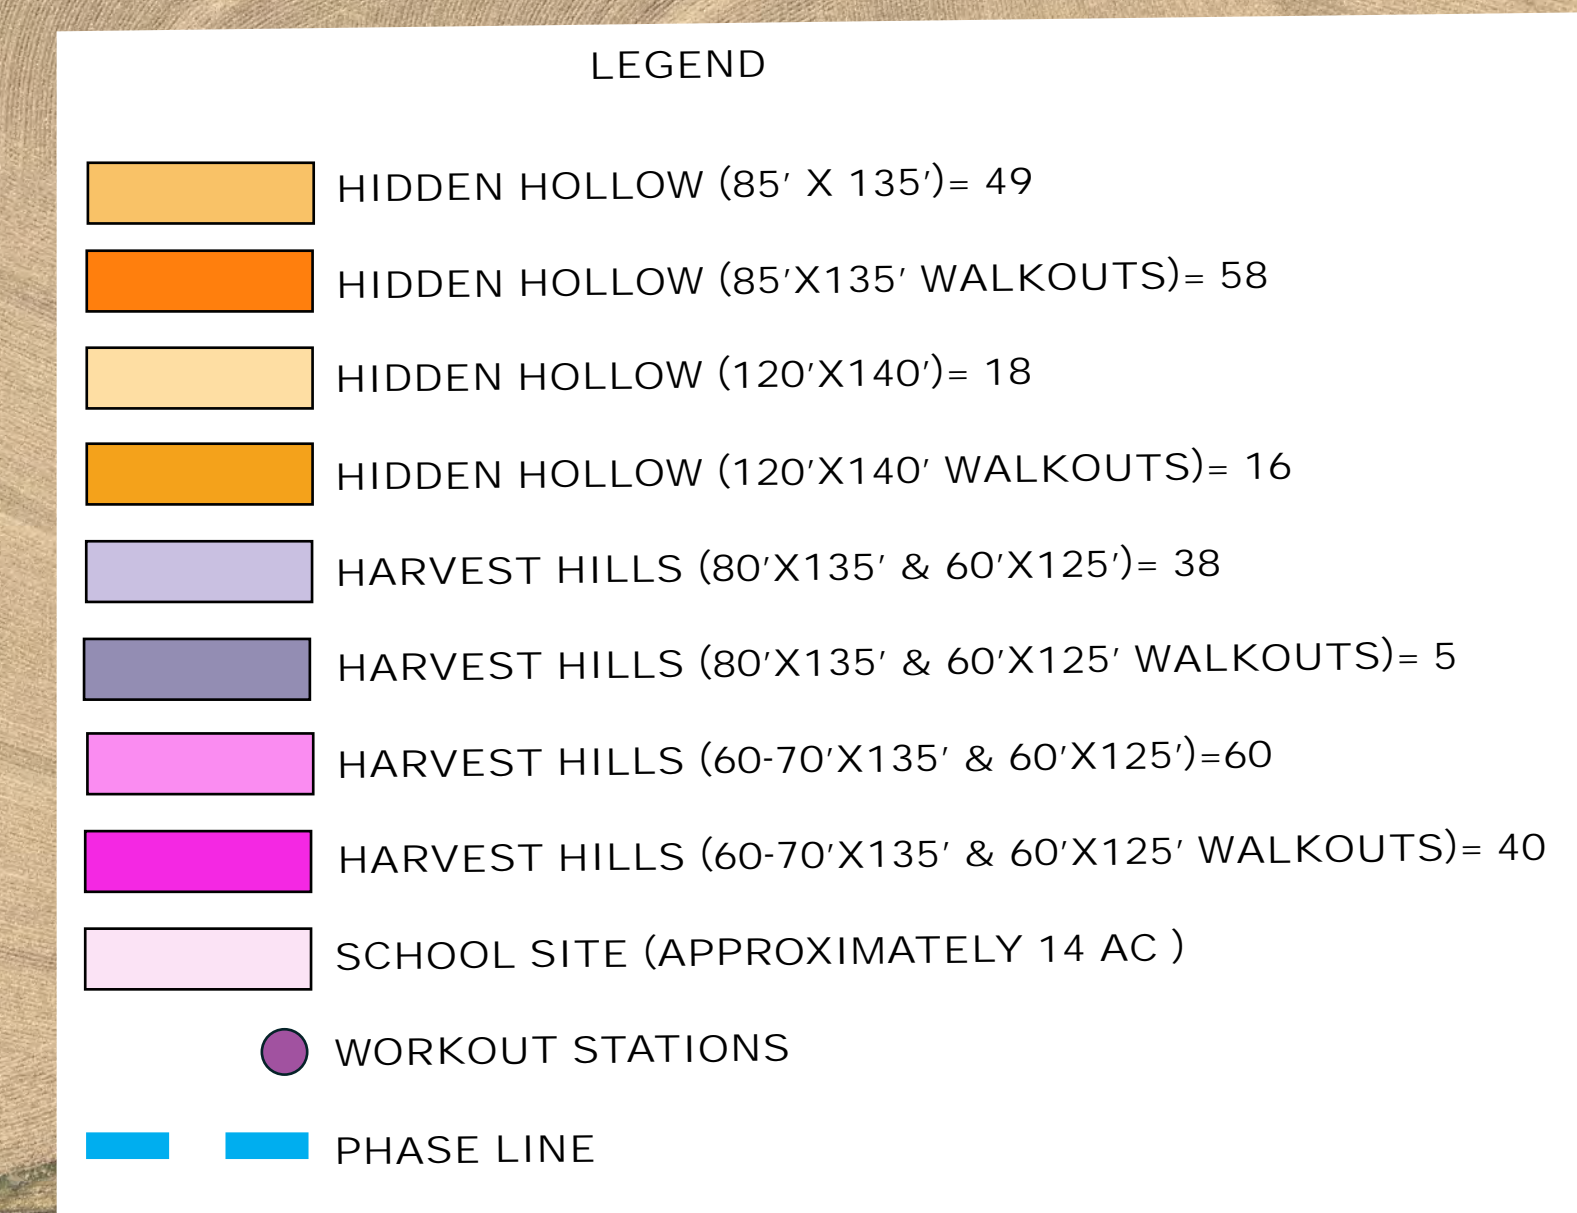 LEGEND
HIDDEN HOLLOW (85' X 135')= 49
HIDDEN HOLLOW (85'X135' WALKOUTS)= 58
HIDDEN HOLLOW (120'X140')= 18
HIDDEN HOLLOW (120'X140' WALKOUTS)= 16
HARVEST HILLS (80'X135' & 60'X125')= 38
HARVEST HILLS (80'X135' & 60'X125' WALKOUTS)= 5
HARVEST HILLS (60-70'X135' & 60'X125')=60
HARVEST HILLS (60-70'X135' & 60'X125' WALKOUTS)= 40
SCHOOL SITE (APPROXIMATELY 14 AC )
WORKOUT STATIONS
PHASE LINE